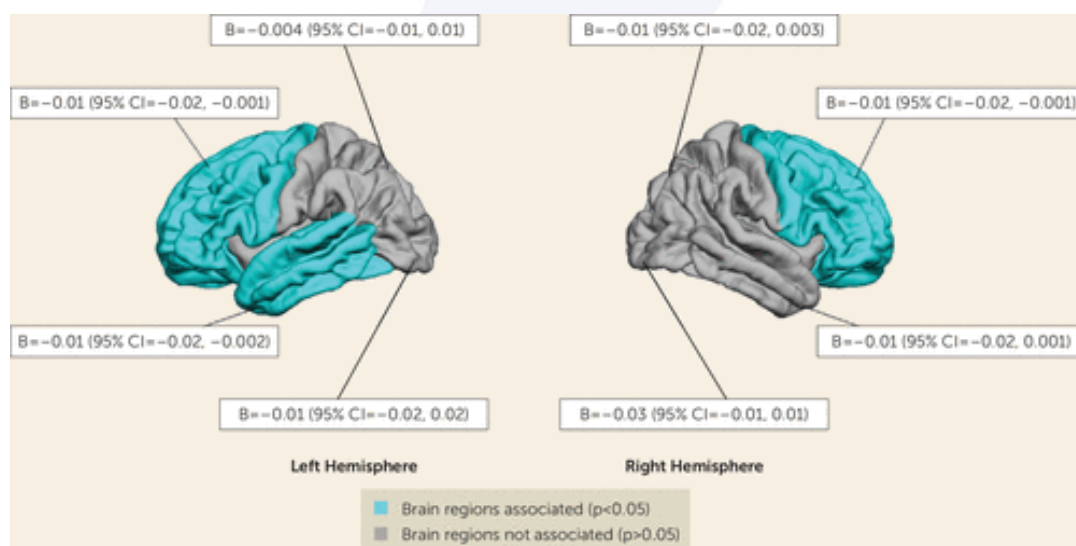 B=−0.004 (95% CI=−0.01, 0.01)
B=−0.01 (95% CI=−0.02, 0.003)
B=−0.01 (95% CI=−0.02, −0.001)
B=−0.01 (95% CI=−0.02, −0.001)
B=−0.01 (95% CI=−0.02, −0.002)
B=−0.01 (95% CI=−0.02, 0.001)
B=−0.01 (95% CI=−0.02, 0.02)
B=−0.03 (95% CI=−0.01, 0.01)
Left Hemisphere
Right Hemisphere
Brain regions associated (p<0.05)
Brain regions not associated (p>0.05)